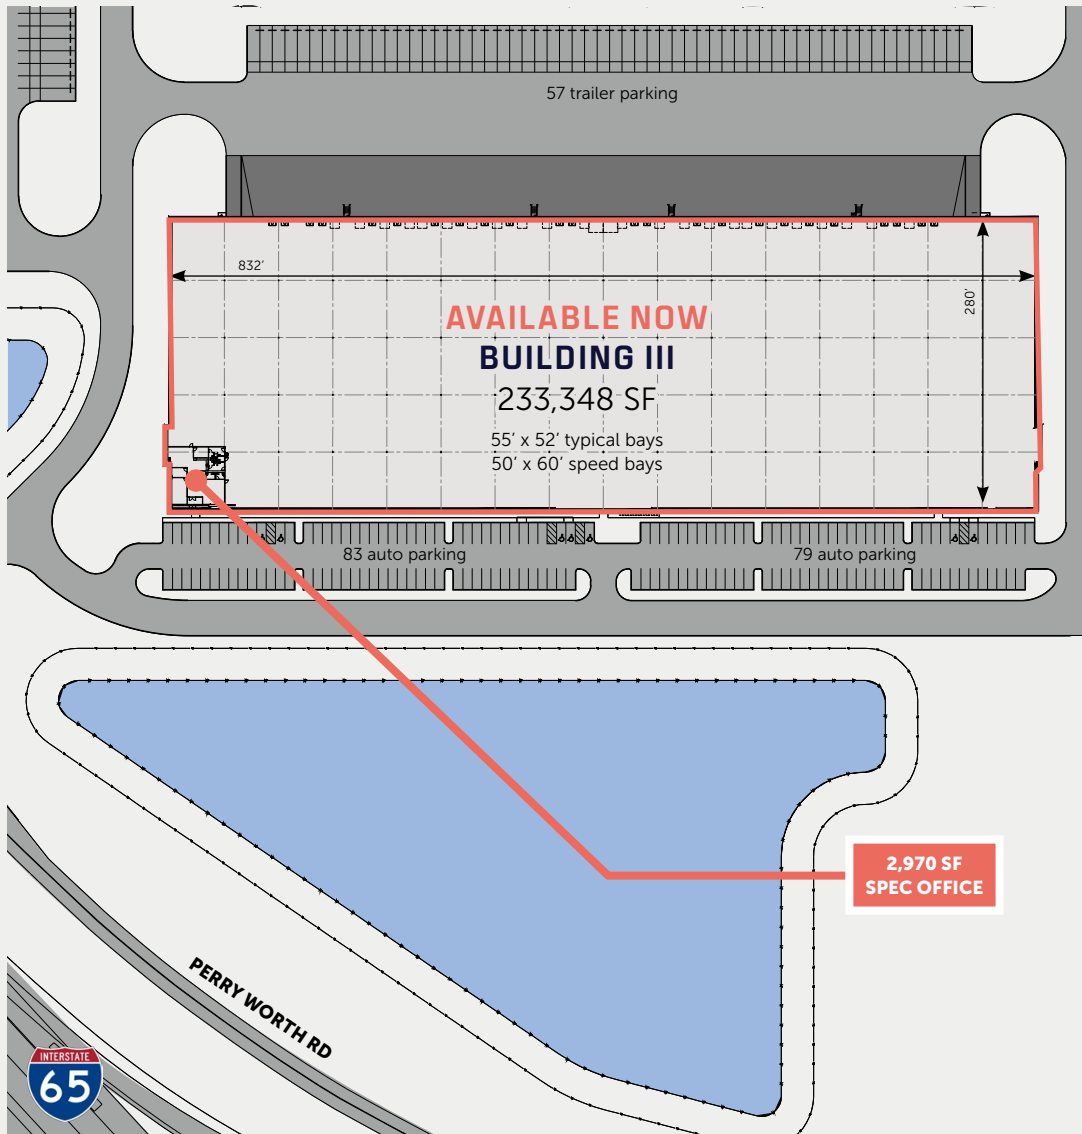 57 trailer parking
832’
280’
AVAILABLE NOW
BUILDING III
233,348 SF
55’ x 52’ typical bays
50’ x 60’ speed bays
83 auto parking
79 auto parking
2,970 SF
SPEC OFFICE
PERRY WORTH RD
INTERSTATE
65